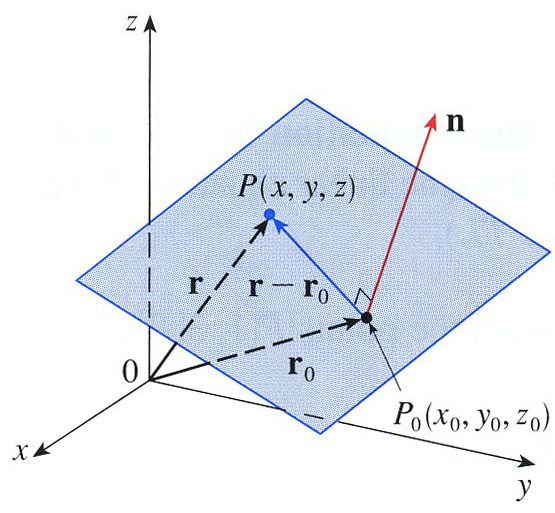 z
n
P(x, y, z)
r
r − r₀
r₀
0
P₀(x₀, y₀, z₀)
x
y